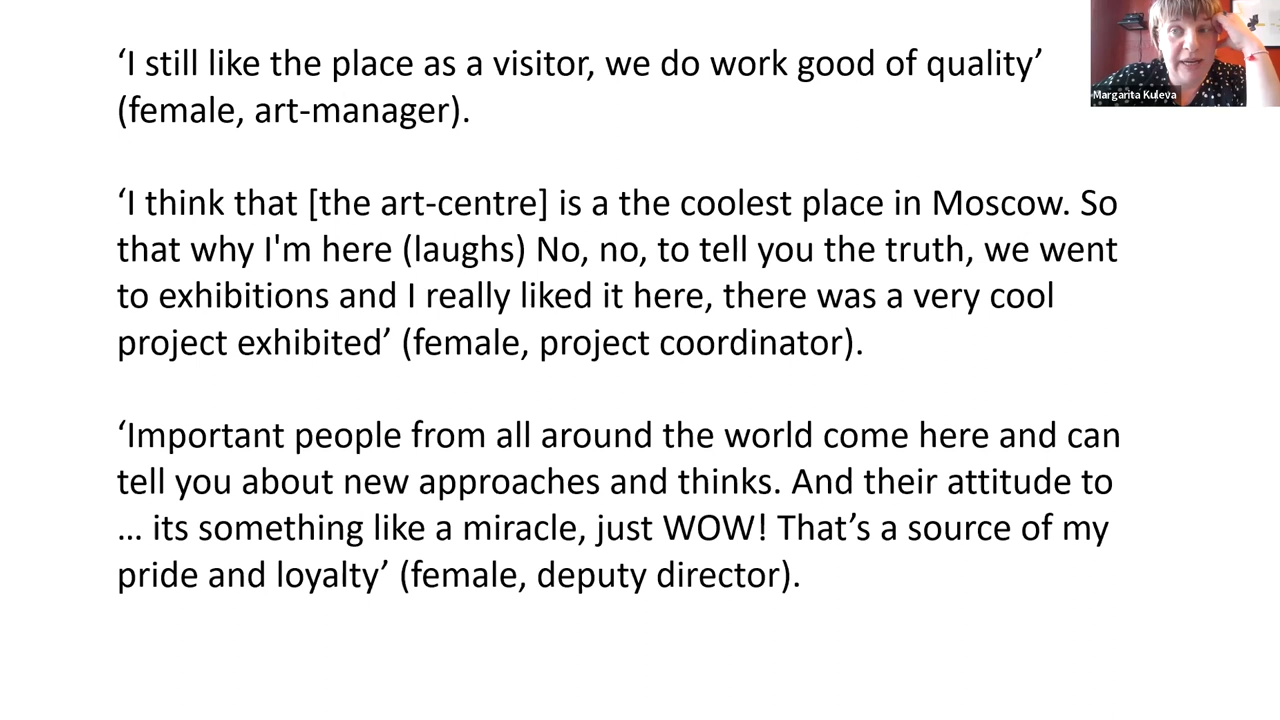 ‘I still like the place as a visitor, we do work good of quality’
(female, art-manager).
‘I think that [the art-centre] is a the coolest place in Moscow. So
that why I'm here (laughs) No, no, to tell you the truth, we went
to exhibitions and I really liked it here, there was a very cool
project exhibited’ (female, project coordinator).
‘Important people from all around the world come here and can
tell you about new approaches and thinks. And their attitude to
… its something like a miracle, just WOW! That’s a source of my
pride and loyalty’ (female, deputy director).
Margarita Kuleva